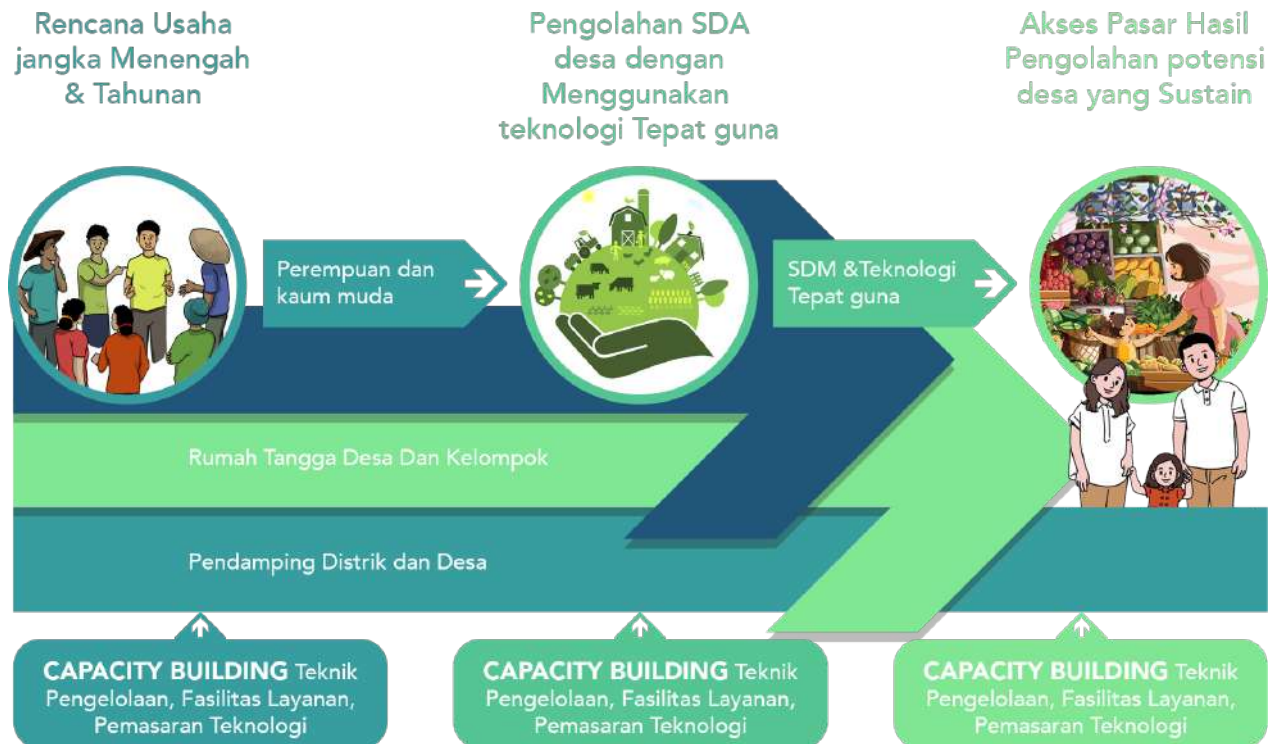 Rencana Usaha
jangka Menengah
& Tahunan
Pengolahan SDA
desa dengan
Menggunakan
teknologi Tepat guna
Akses Pasar Hasil
Pengolahan potensi
desa yang Sustain
Perempuan dan
kaum muda
SDM &Teknologi
Tepat guna
Rumah Tangga Desa Dan Kelompok
Pendamping Distrik dan Desa
CAPACITY BUILDING Teknik
Pengelolaan, Fasilitas Layanan,
Pemasaran Teknologi
CAPACITY BUILDING Teknik
Pengelolaan, Fasilitas Layanan,
Pemasaran Teknologi
CAPACITY BUILDING Teknik
Pengelolaan, Fasilitas Layanan,
Pemasaran Teknologi